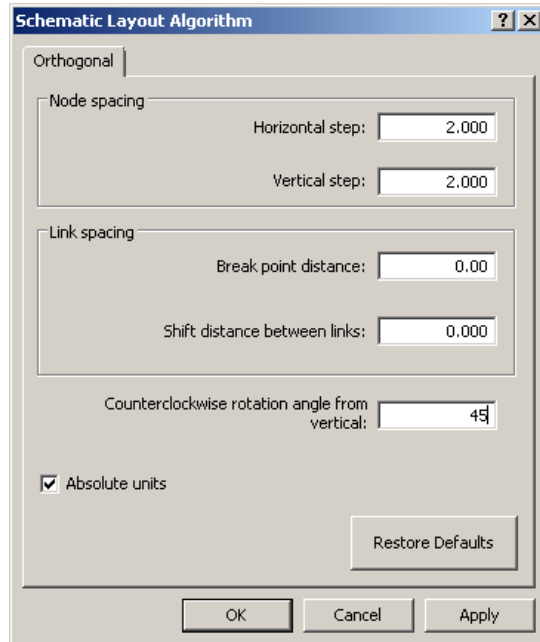 Schematic Layout Algorithm
Orthogonal
Node spacing
Horizontal step: 2.000
Vertical step: 2.000
Link spacing
Break point distance: 0.00
Shift distance between links: 0.000
Counterclockwise rotation angle from
vertical: 45
Absolute units
Restore Defaults
OK Cancel Apply